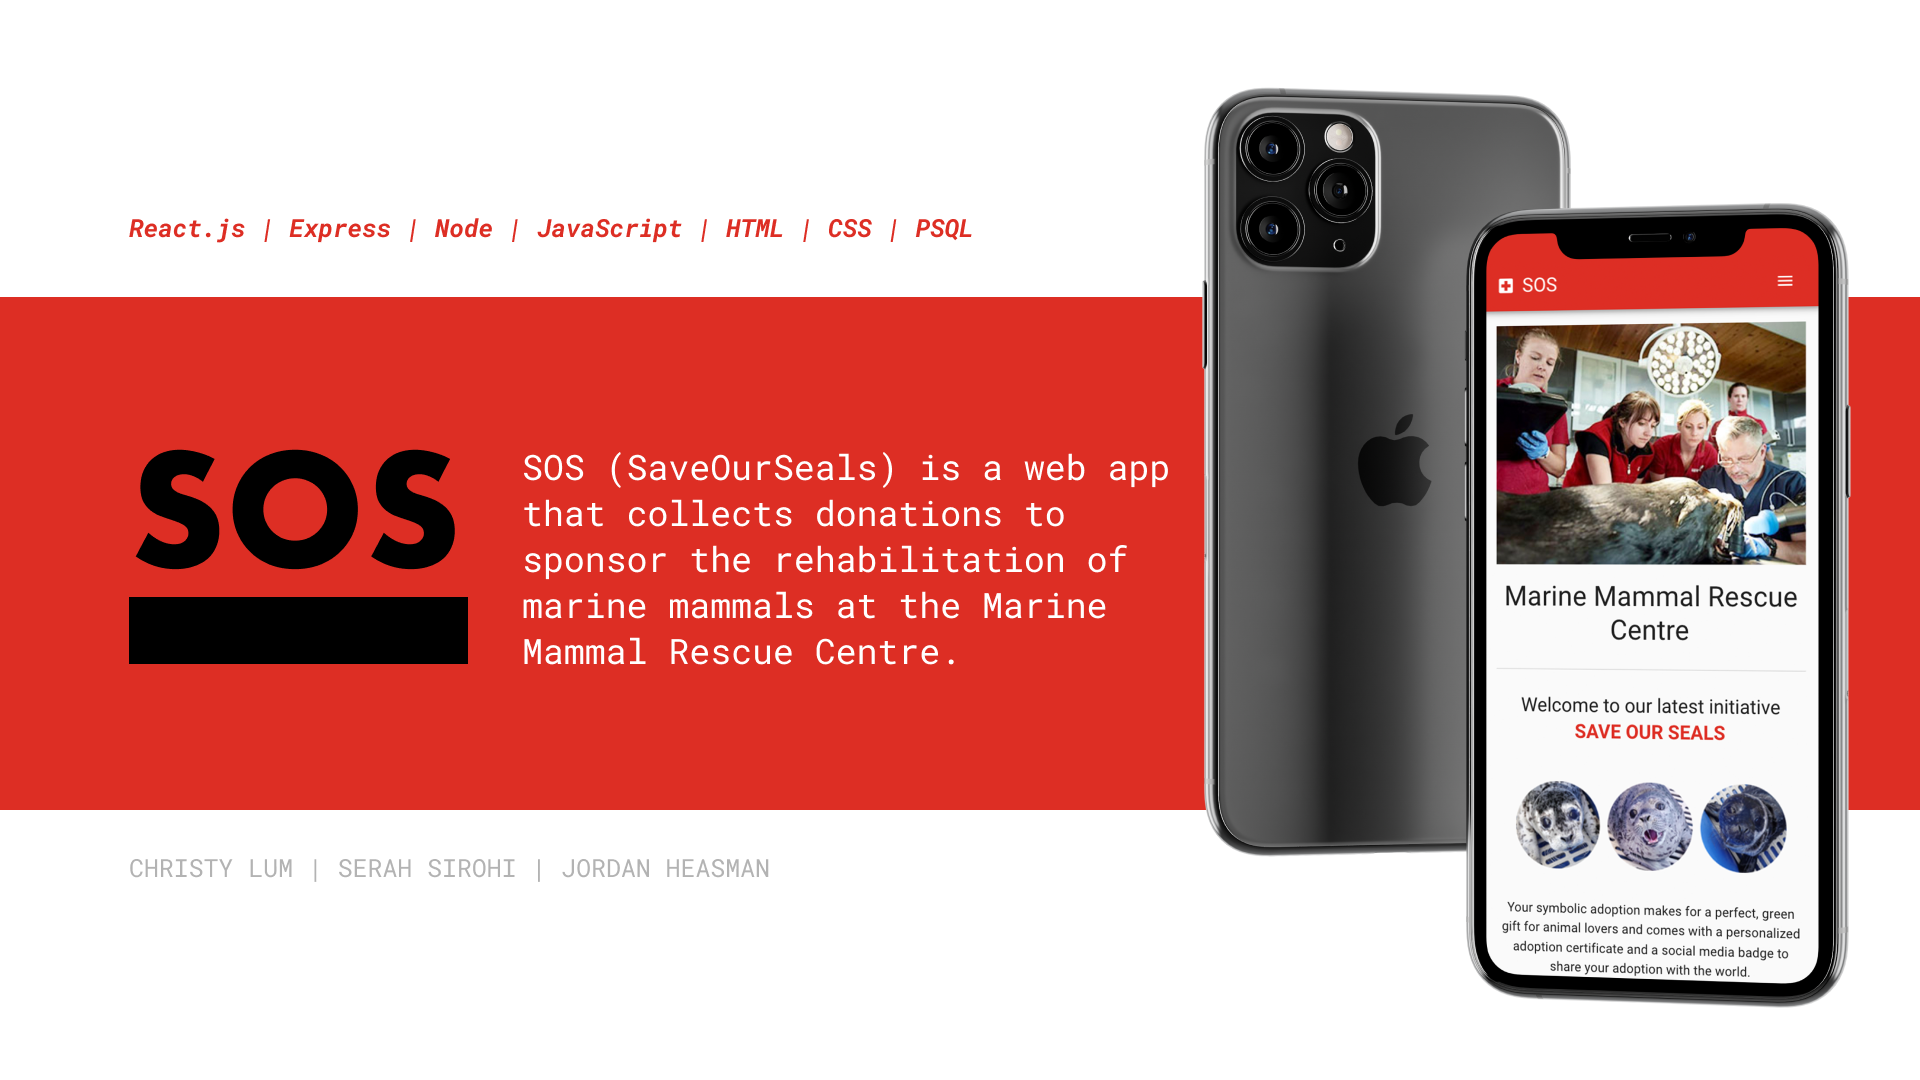 React.js | Express | Node | JavaScript | HTML | CSS | PSQL
SOS
SOS (SaveOurSeals) is a web app
that collects donations to
sponsor the rehabilitation of
marine mammals at the Marine
Mammal Rescue Centre.
CHRISTY LUM | SERAH SIROHI | JORDAN HEASMAN
SOS
Marine Mammal Rescue
Centre
Welcome to our latest initiative
SAVE OUR SEALS
Your symbolic adoption makes for a perfect, green
gift for animal lovers and comes with a personalized
adoption certificate and a social media badge to
share your adoption with the world.